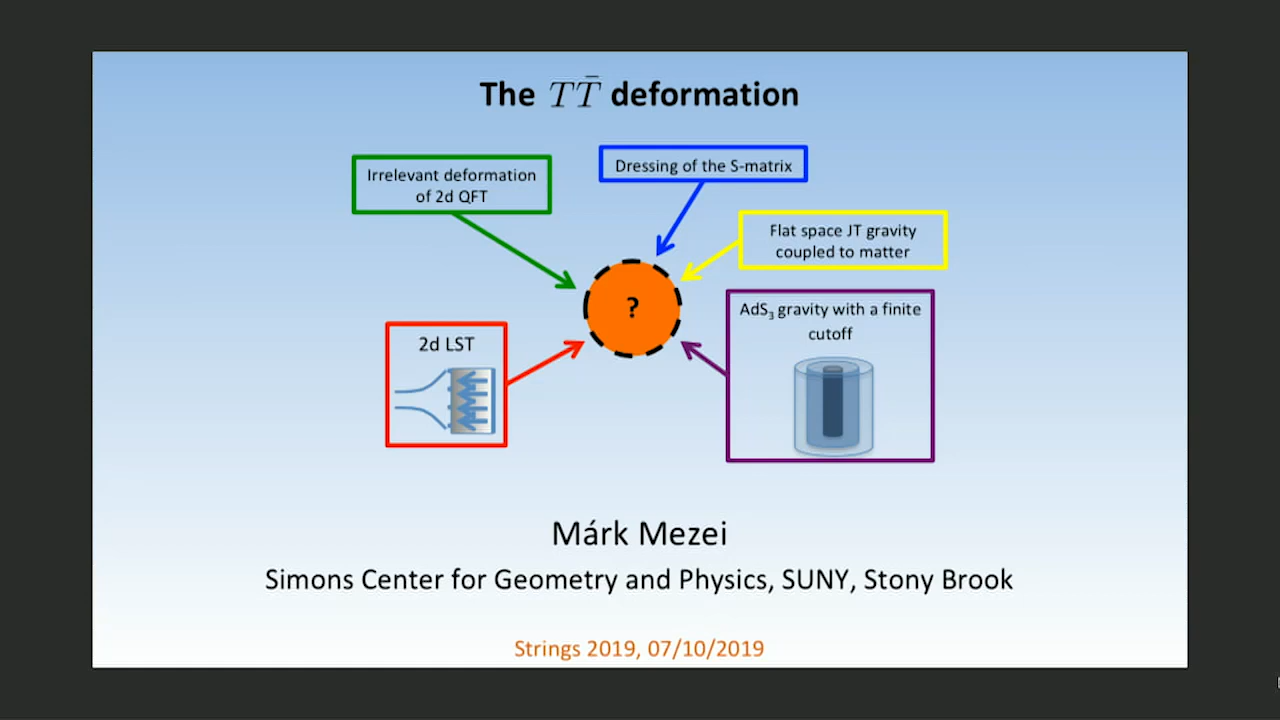 The $T\bar{T}$ deformation
Irrelevant deformation
of 2d QFT
Dressing of the S-matrix
Flat space JT gravity
coupled to matter
?
2d LST
AdS₃ gravity with a finite
cutoff
Márk Mezei
Simons Center for Geometry and Physics, SUNY, Stony Brook
Strings 2019, 07/10/2019